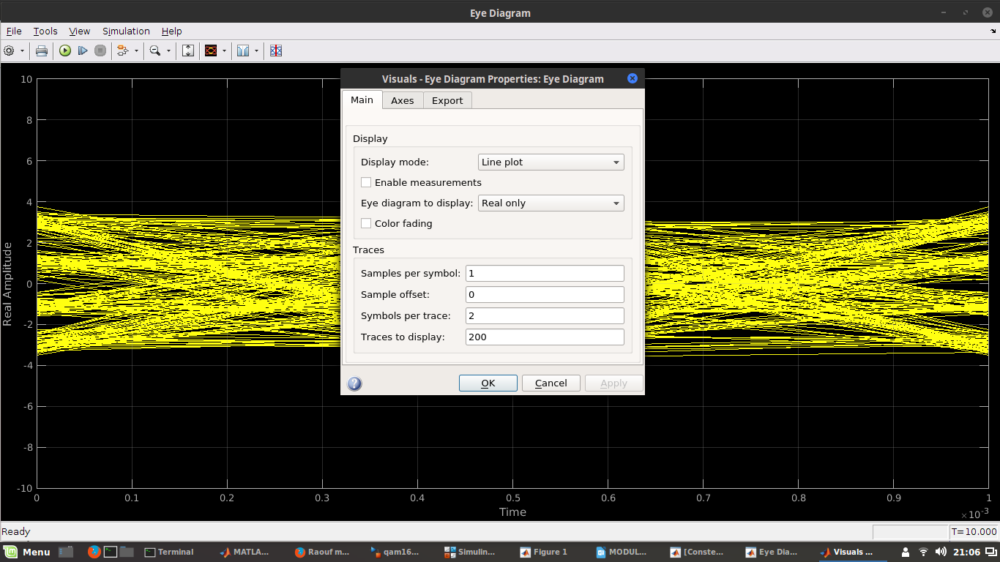 Eye Diagram
File Tools View Simulation Help
10
8
6
4
2
0
-2
-4
-6
-8
-10
Real Amplitude
0 0.1 0.2 0.3 0.4 0.5 0.6 0.7 0.8 0.9 1
Time
×10⁻³
Visuals - Eye Diagram Properties: Eye Diagram
Main Axes Export
Display
Display mode: Line plot
Enable measurements
Eye diagram to display: Real only
Color fading
Traces
Samples per symbol: 1
Sample offset: 0
Symbols per trace: 2
Traces to display: 200
? OK Cancel Apply
Ready T=10.000
Menu Terminal MATLA... Raouf m... qam16... Simulin... Figure 1 MODUL... [Conste... Eye Dia... Visuals ... 21:06